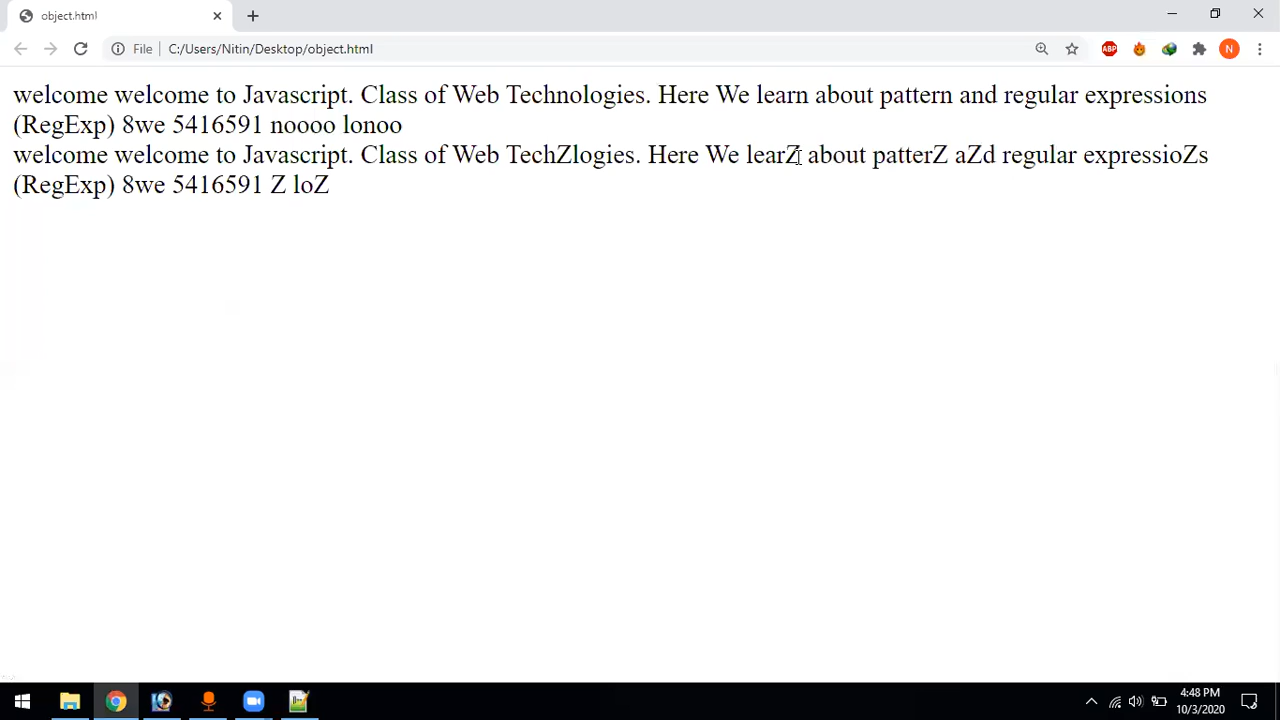 object.html
File C:/Users/Nitin/Desktop/object.html
ABP
N
welcome welcome to Javascript. Class of Web Technologies. Here We learn about pattern and regular expressions
(RegExp) 8we 5416591 noooo lonoo
welcome welcome to Javascript. Class of Web TechZlogies. Here We learZ about patterZ aZd regular expressioZs
(RegExp) 8we 5416591 Z loZ
4:48 PM
10/3/2020